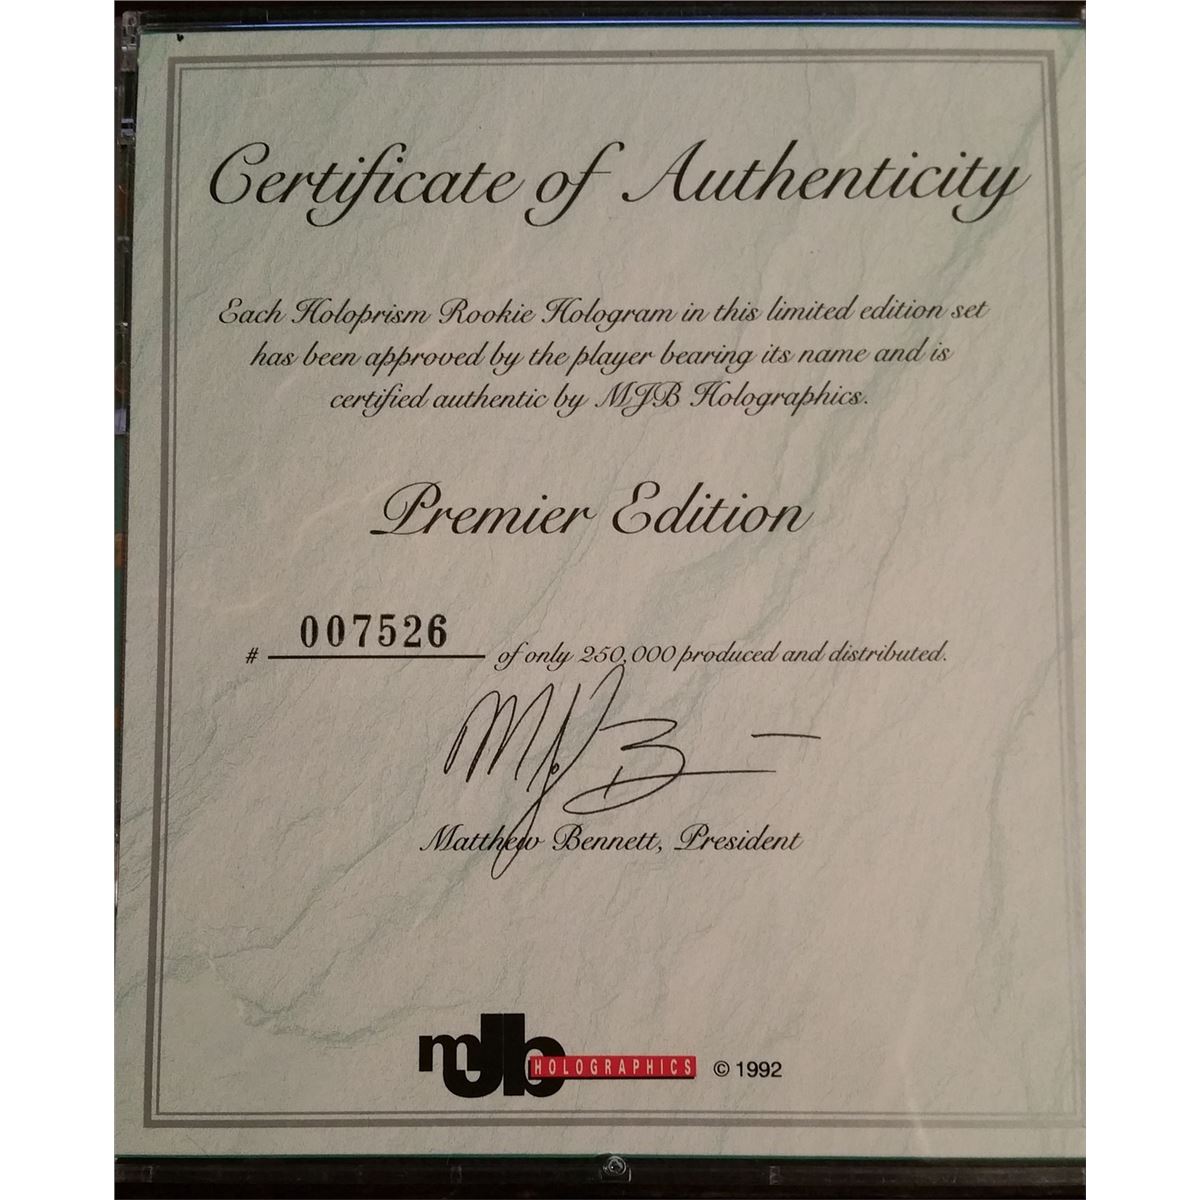 Certificate of Authenticity
Each Holoprism Rookie Hologram in this limited edition set
has been approved by the player bearing its name and is
certified authentic by MJB Holographics.
Premier Edition
# 007526 of only 250,000 produced and distributed.
Matthew Bennett, President
mJb HOLOGRAPHICS © 1992